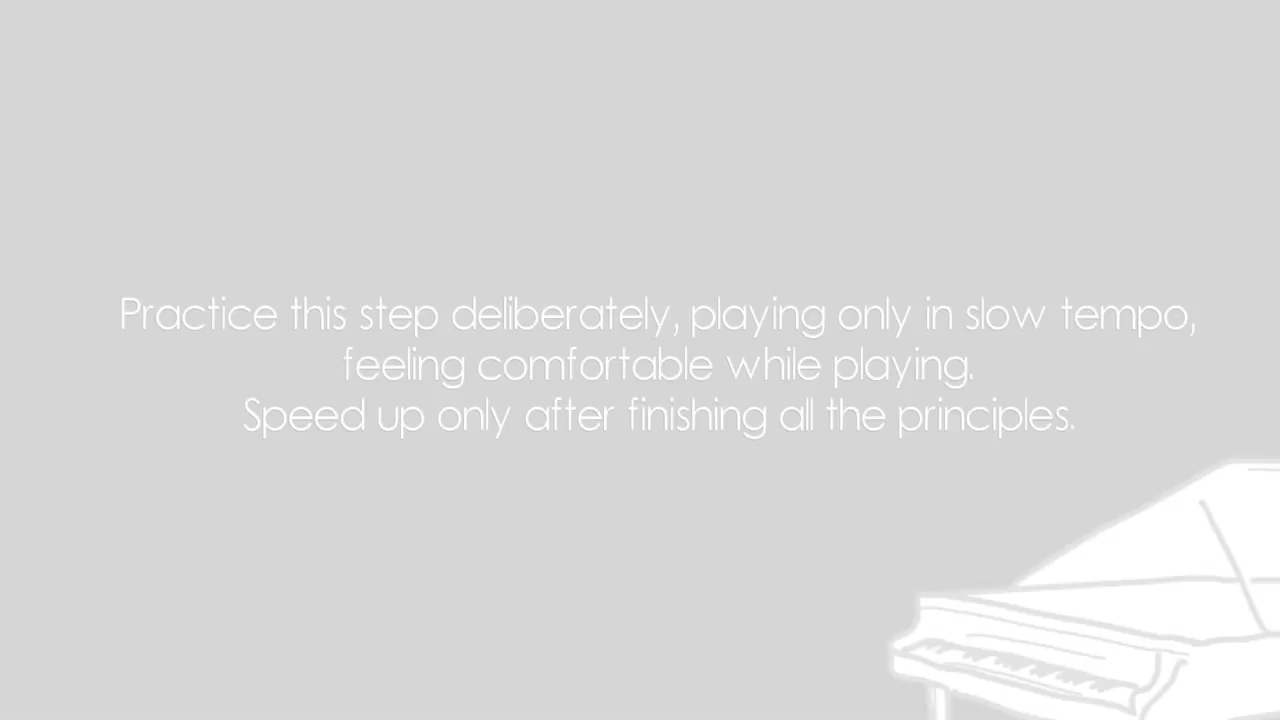 Practice this step deliberately, playing only in slow tempo,
feeling comfortable while playing.
Speed up only after finishing all the principles.